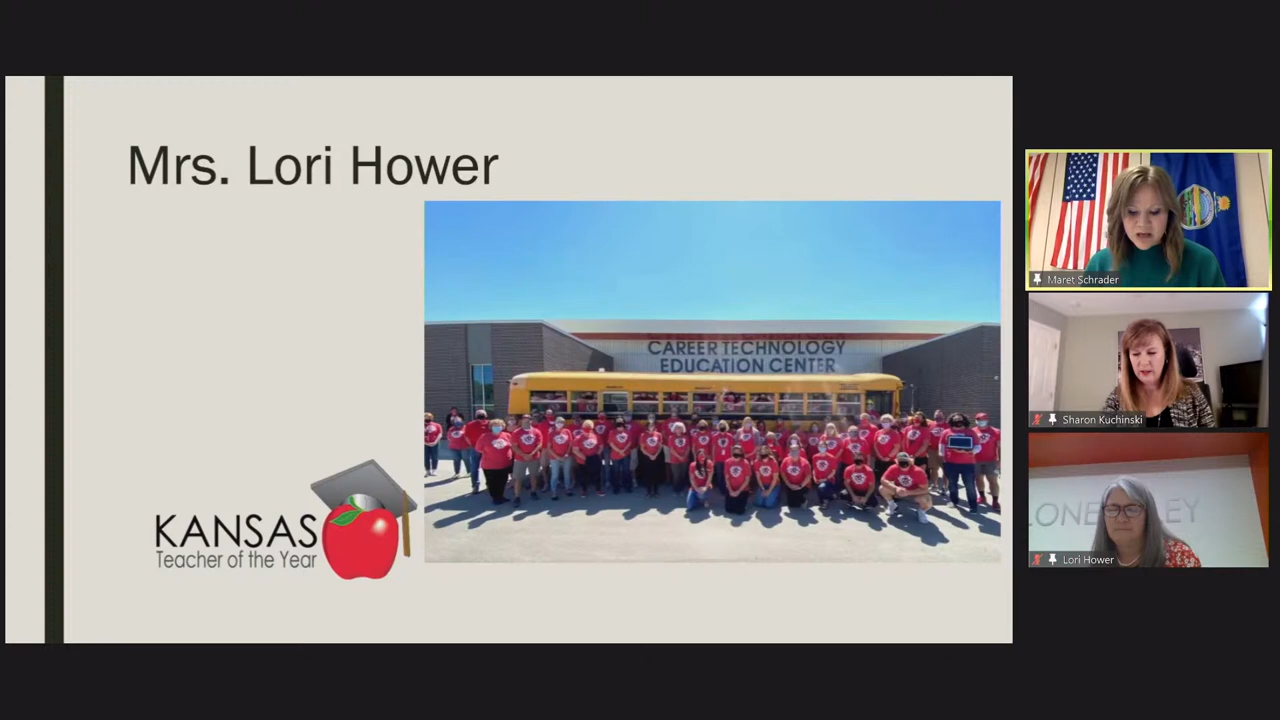 Mrs. Lori Hower
CAREER TECHNOLOGY
EDUCATION CENTER
KANSAS
Teacher of the Year
Maret Schrader
Sharon Kuchinski
Lori Hower